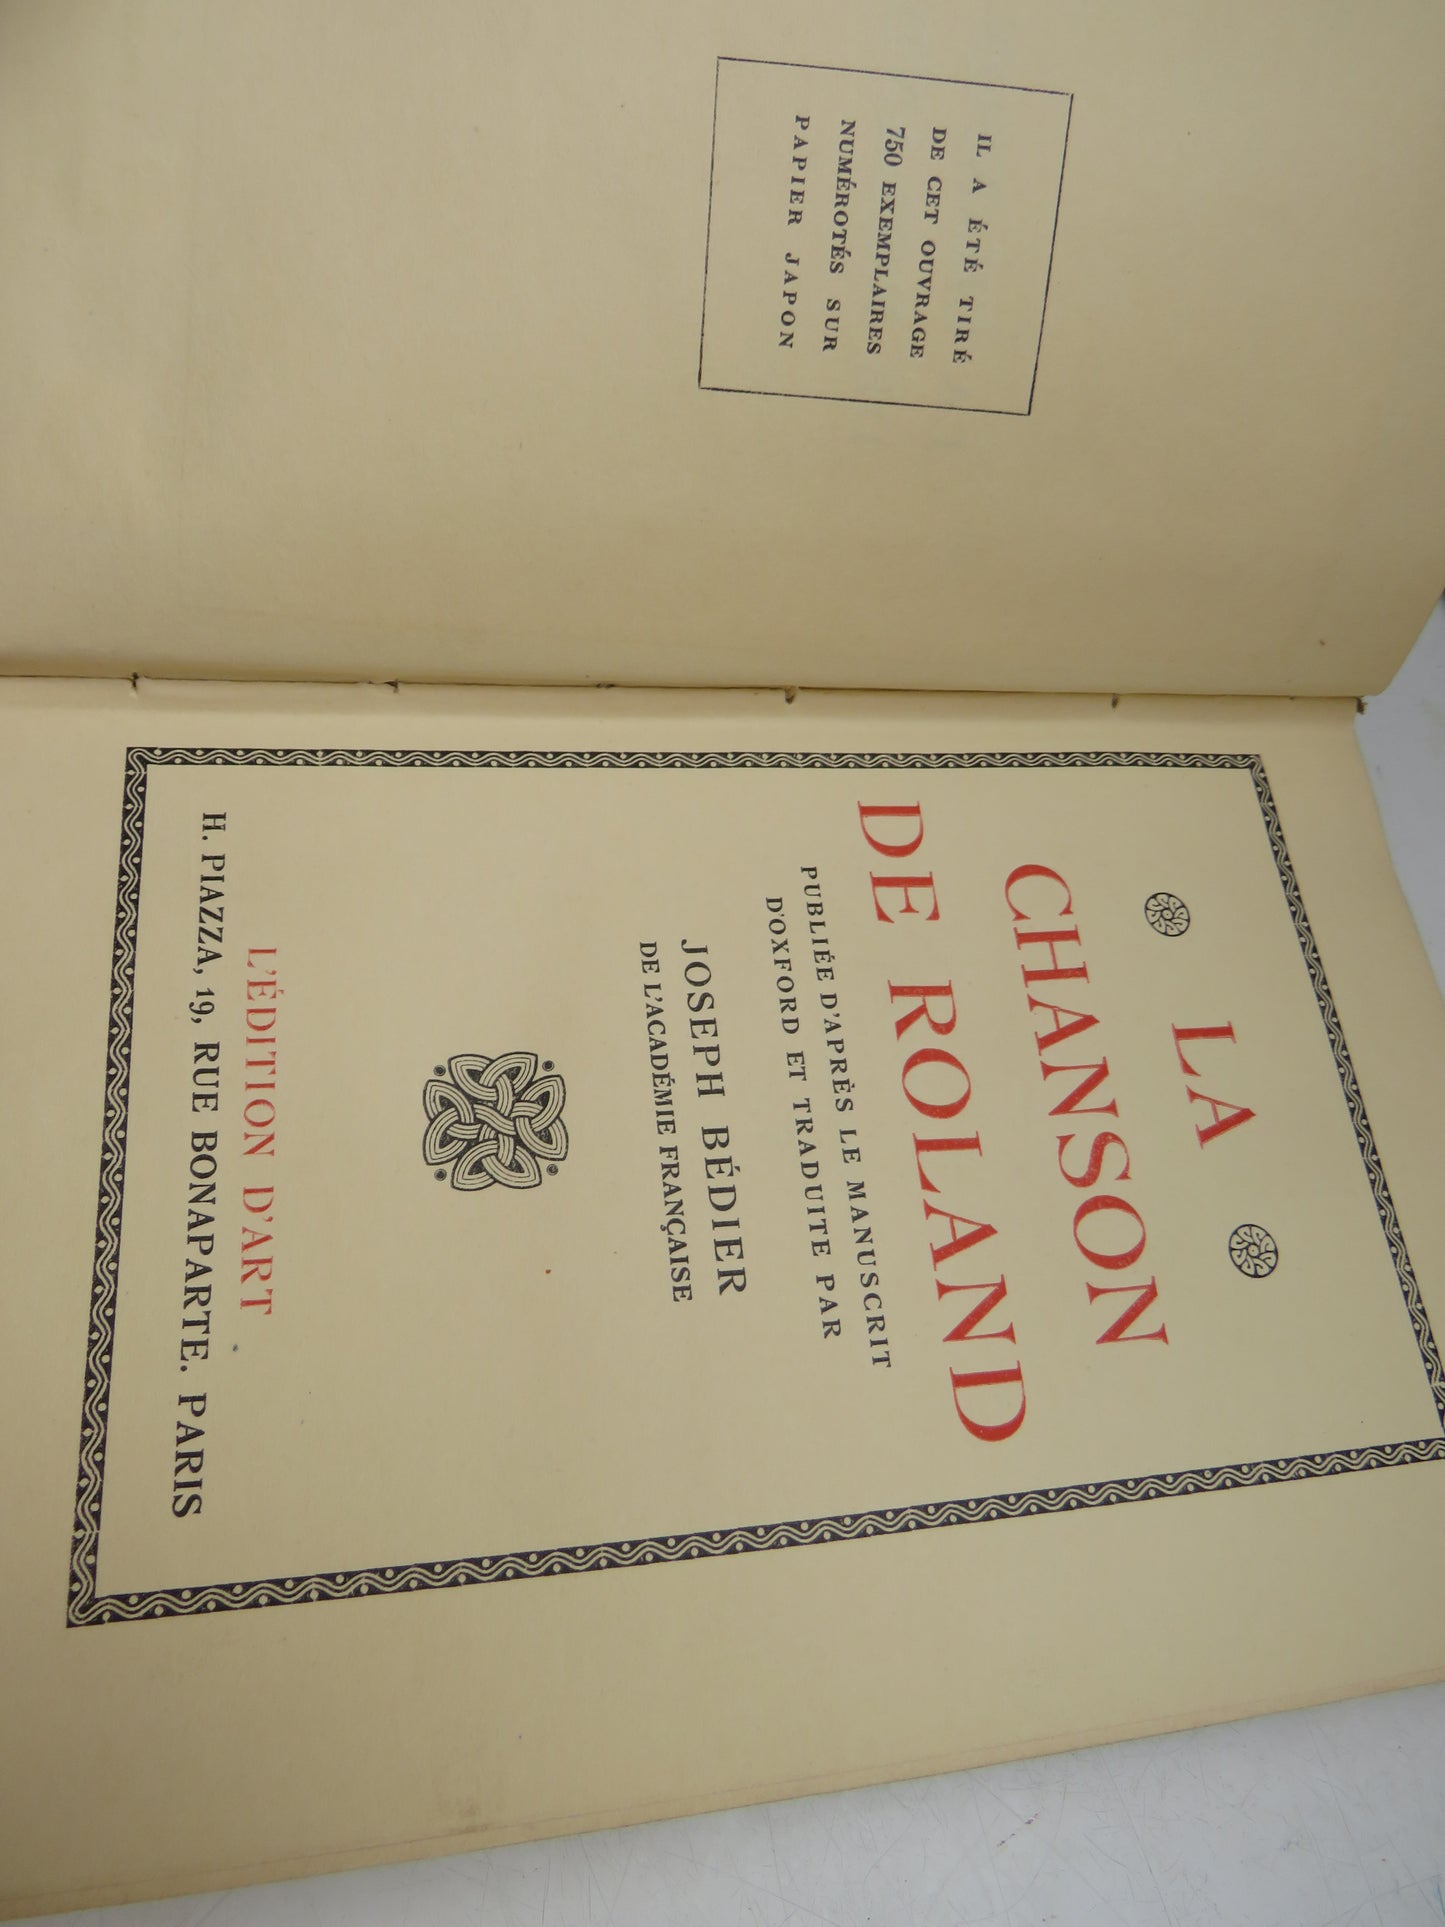 IL A ÉTÉ TIRÉ
DE CET OUVRAGE
750 EXEMPLAIRES
NUMÉROTÉS SUR
PAPIER JAPON
LA
CHANSON
DE ROLAND
PUBLIÉE D'APRÈS LE MANUSCRIT
D'OXFORD ET TRADUITE PAR
JOSEPH BÉDIER
DE L'ACADÉMIE FRANÇAISE
L'ÉDITION D'ART
H. PIAZZA, 19, RUE BONAPARTE. PARIS